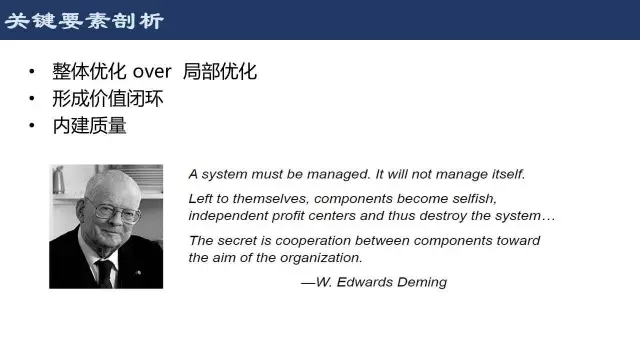 关键要素剖析
• 整体优化 over 局部优化
• 形成价值闭环
• 内建质量
A system must be managed. It will not manage itself.
Left to themselves, components become selfish,
independent profit centers and thus destroy the system…
The secret is cooperation between components toward
the aim of the organization.
—W. Edwards Deming